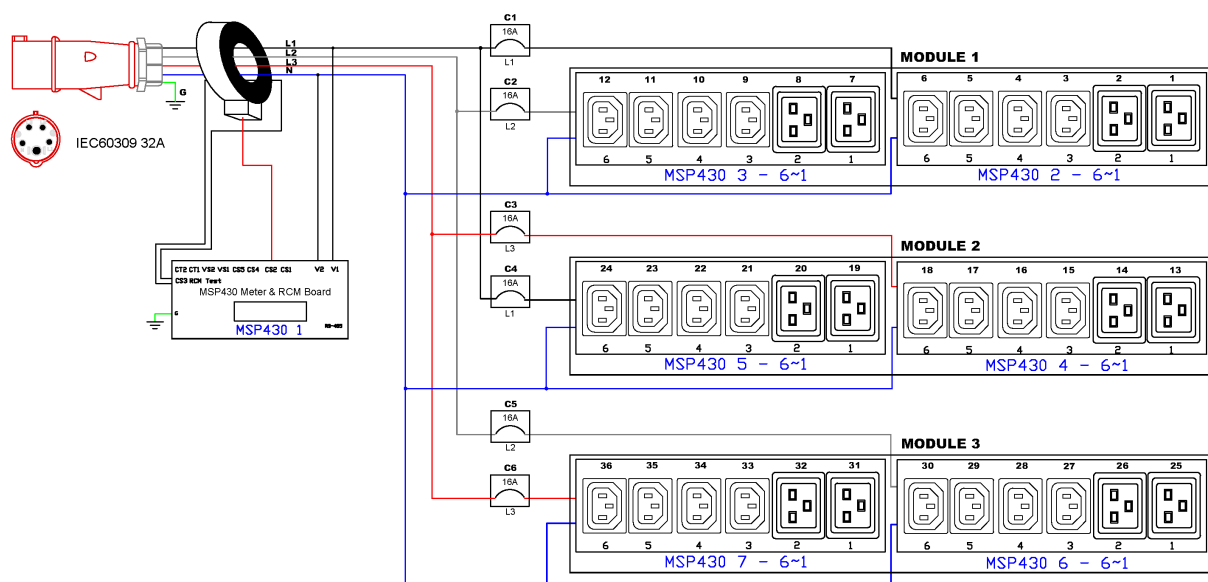 C1
16A
L1
L1
L2
L3
N
G
IEC60309 32A
C2
16A
L2
MODULE 1
12 11 10 9 8 7 6 5 4 3 2 1
6 5 4 3 2 1 6 5 4 3 2 1
MSP430 3 - 6~1 MSP430 2 - 6~1
C3
16A
L3
MODULE 2
C4
16A
L1
24 23 22 21 20 19 18 17 16 15 14 13
6 5 4 3 2 1 6 5 4 3 2 1
MSP430 5 - 6~1 MSP430 4 - 6~1
CT2 CT1 VS2 VS1 CS5 CS4 CS2 CS1 V2 V1
CS3 RCM Test
MSP430 Meter & RCM Board
G
MSP430 1
RS-485
C5
16A
L2
MODULE 3
C6
16A
L3
36 35 34 33 32 31 30 29 28 27 26 25
6 5 4 3 2 1 6 5 4 3 2 1
MSP430 7 - 6~1 MSP430 6 - 6~1